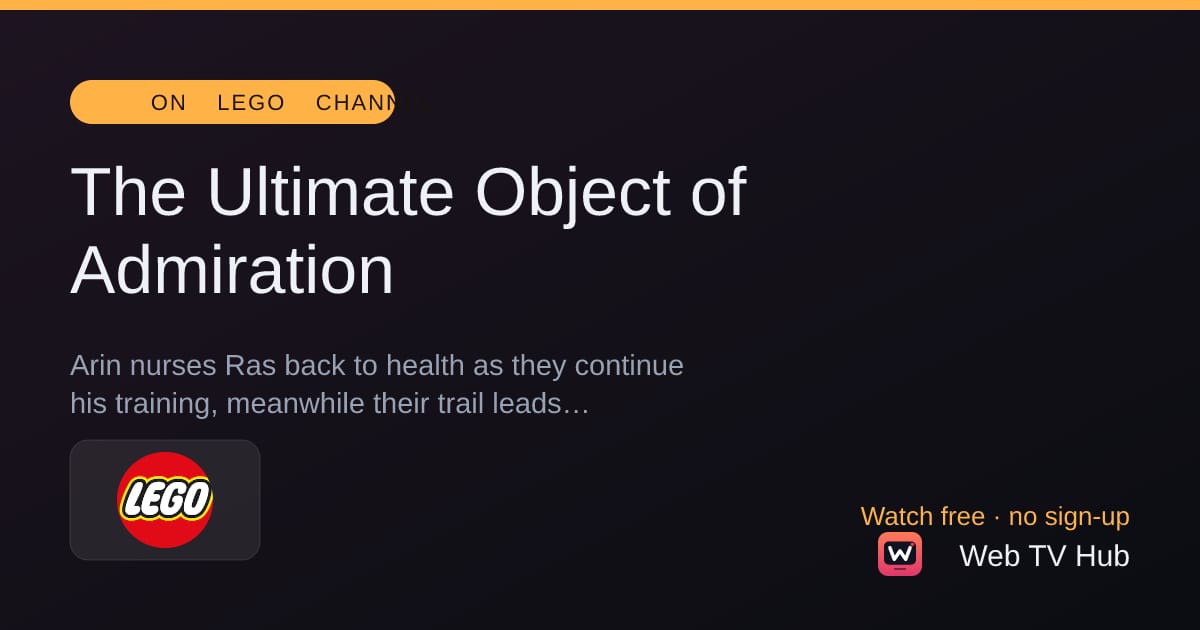 ON LEGO CHANNEL
The Ultimate Object of
Admiration
Arin nurses Ras back to health as they continue
his training, meanwhile their trail leads…
LEGO
Watch free · no sign-up
W
Web TV Hub